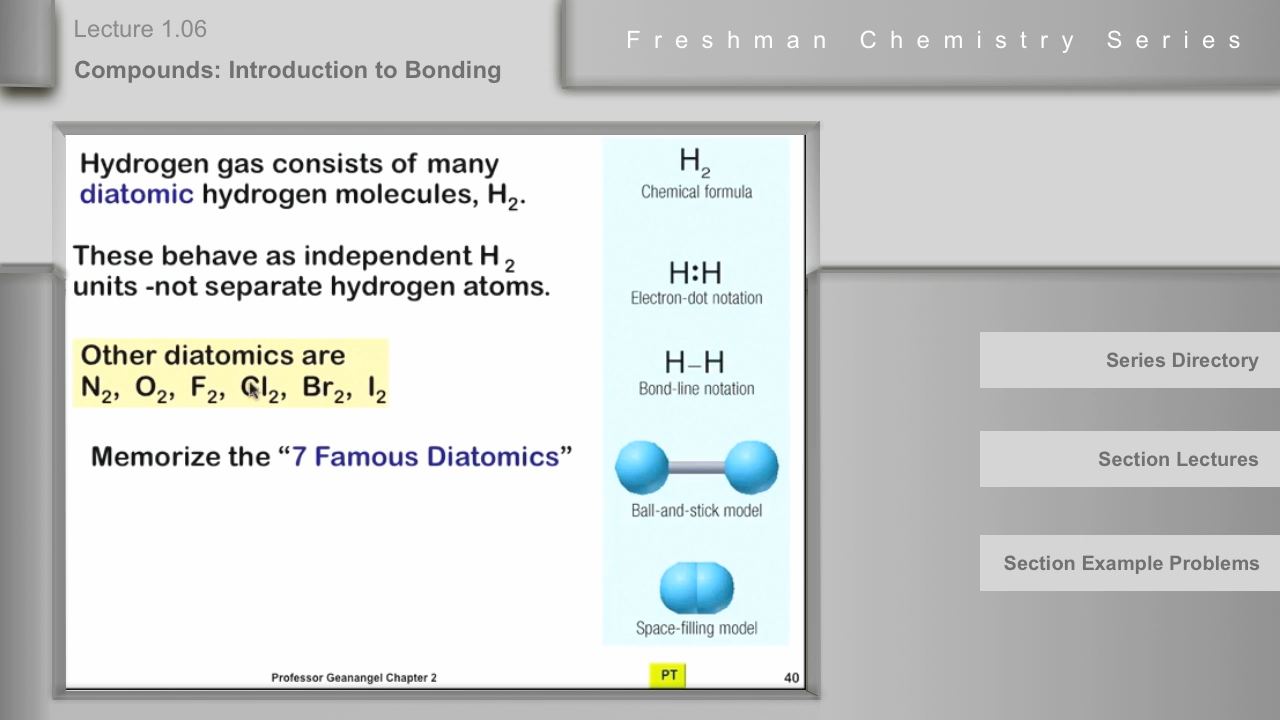 Lecture 1.06
Compounds: Introduction to Bonding
Freshman Chemistry Series
Hydrogen gas consists of many
diatomic hydrogen molecules, H₂.
These behave as independent H₂
units -not separate hydrogen atoms.
Other diatomics are
N₂, O₂, F₂, Cl₂, Br₂, I₂
Memorize the “7 Famous Diatomics”
H₂
Chemical formula
H:H
Electron-dot notation
H–H
Bond-line notation
Ball-and-stick model
Space-filling model
Professor Geanangel Chapter 2
PT
40
Series Directory
Section Lectures
Section Example Problems